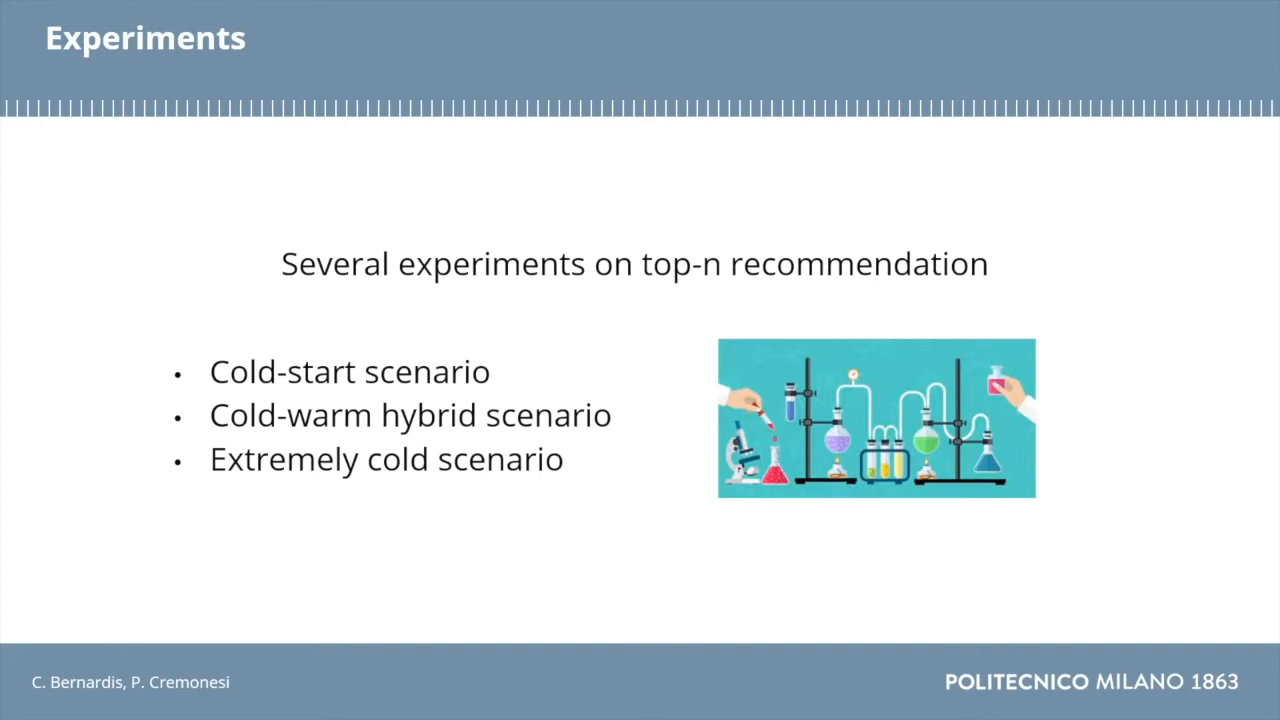 Experiments
Several experiments on top-n recommendation
• Cold-start scenario
• Cold-warm hybrid scenario
• Extremely cold scenario
C. Bernardis, P. Cremonesi
POLITECNICO MILANO 1863